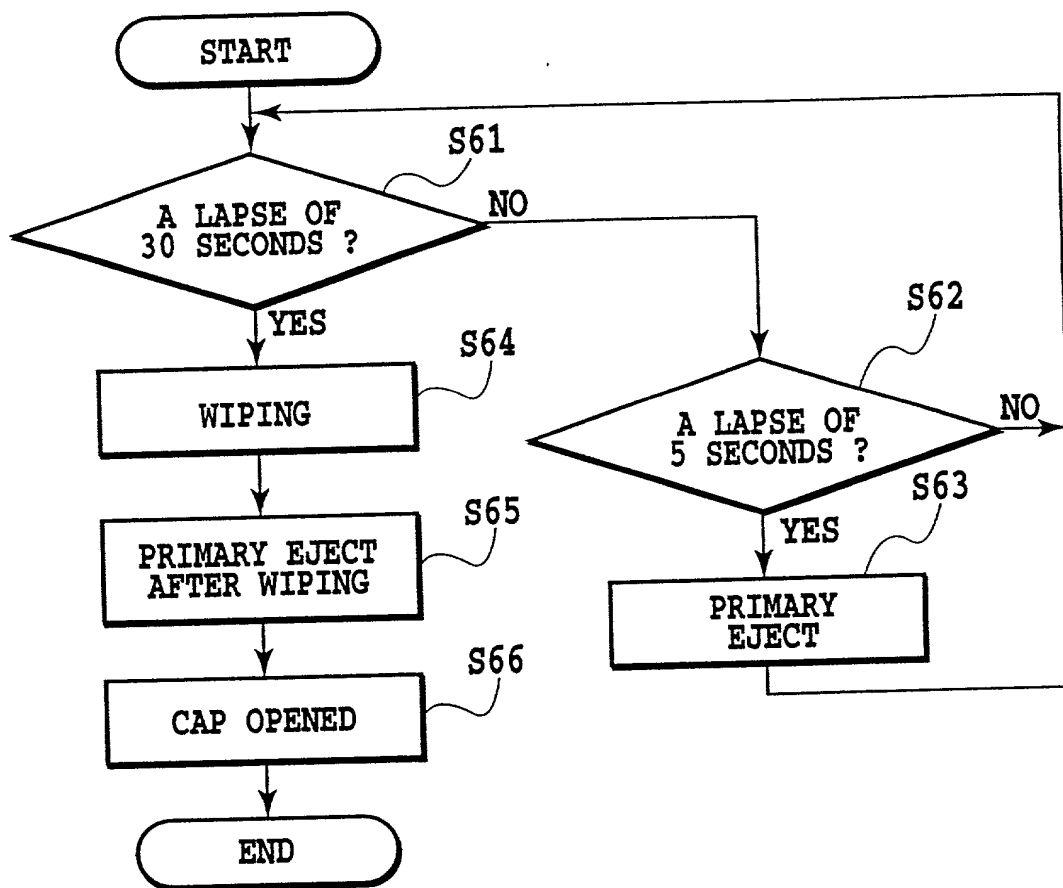 START
S61
A LAPSE OF
30 SECONDS ?
NO
YES
S62
A LAPSE OF
5 SECONDS ?
NO
YES
S63
PRIMARY
EJECT
S64
WIPING
S65
PRIMARY EJECT
AFTER WIPING
S66
CAP OPENED
END